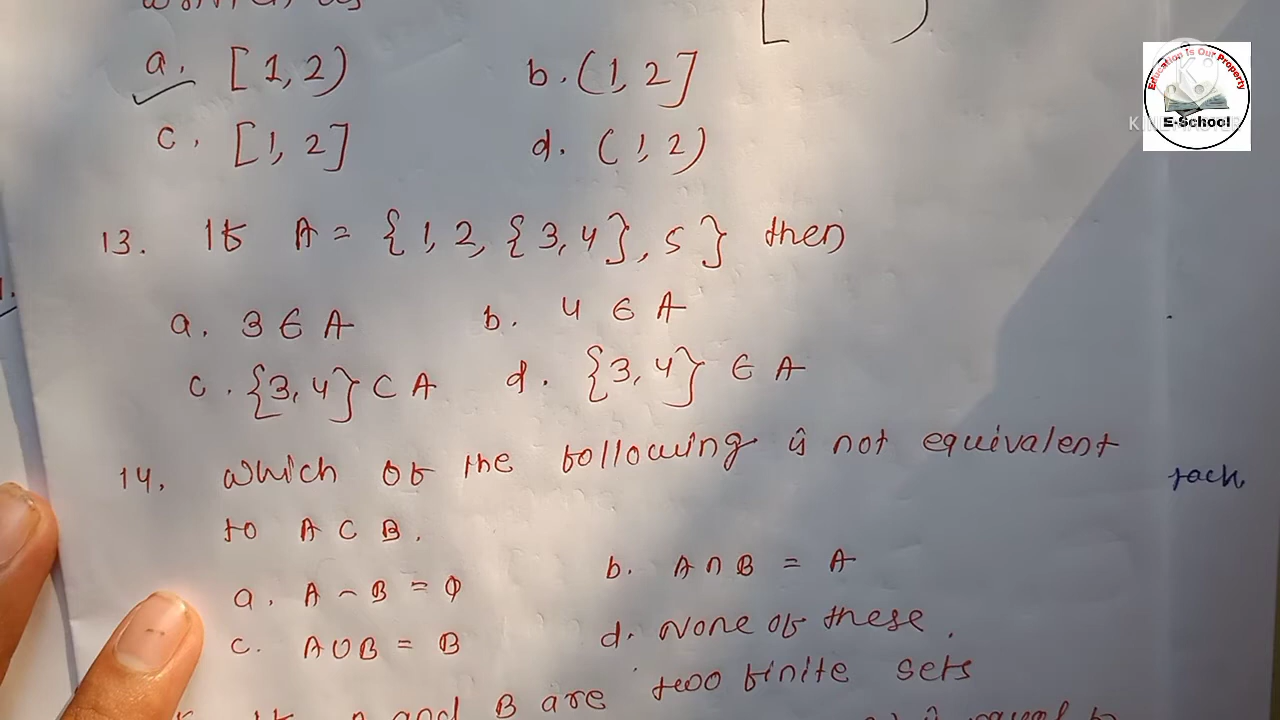 a. [1,2)
b. (1,2]
c. [1,2]
d. (1,2)
13. If A = {1,2,{3,4},5} then
a. 3 ∈ A
b. 4 ∈ A
c. {3,4} ⊂ A
d. {3,4} ∈ A
14. Which of the following is not equivalent
to A ⊂ B.
a. A - B = φ
b. A ∩ B = A
c. A ∪ B = B
d. None of these.
A and B are two finite sets
Education Is Our Property
E-School